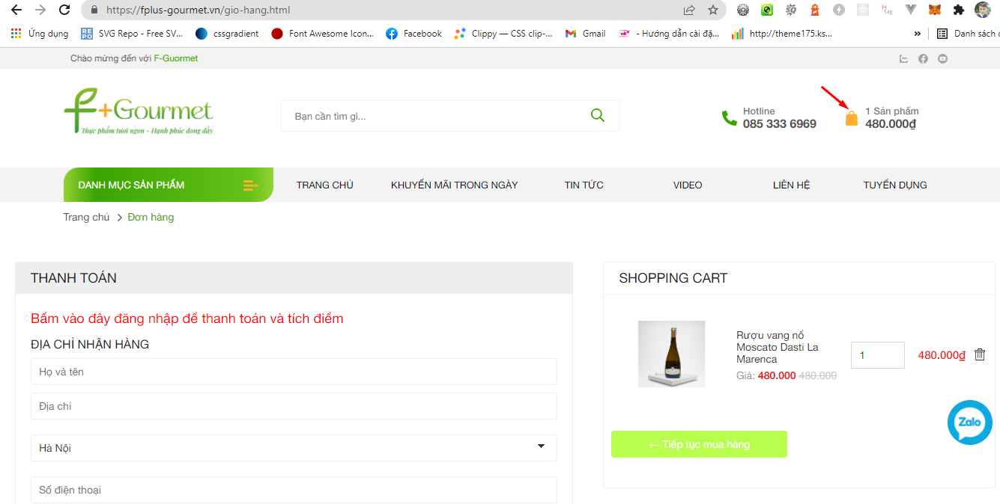 https://fplus-gourmet.vn/gio-hang.html
Ứng dụng
REPO
SVG Repo - Free SV...
cssgradient
Font Awesome Icon...
Facebook
Clippy — CSS clip-...
Gmail
- Hướng dẫn cài đặ...
http://theme175.ks...
»
Danh sách
Chào mừng đến với F-Guormet
F+Gourmet
Thực phẩm tươi ngon - Hạnh phúc đong đầy
Bạn cần tìm gì...
Hotline
085 333 6969
1 Sản phẩm
480.000₫
DANH MỤC SẢN PHẨM
TRANG CHỦ
KHUYẾN MÃI TRONG NGÀY
TIN TỨC
VIDEO
LIÊN HỆ
TUYỂN DỤNG
Trang chủ > Đơn hàng
THANH TOÁN
Bấm vào đây đăng nhập để thanh toán và tích điểm
ĐỊA CHỈ NHẬN HÀNG
Họ và tên
Địa chỉ
Hà Nội
Số điện thoại
SHOPPING CART
Rượu vang nổ
Moscato Dasti La
Marenca
Giá: 480.000 480.000
1
480.000₫
Zalo
← Tiếp tục mua hàng